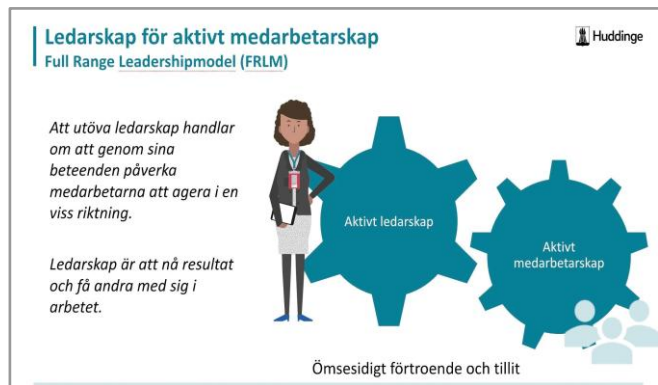 Ledarskap för aktivt medarbetarskap
Full Range Leadershipmodel (FRLM)
Huddinge
Att utöva ledarskap handlar
om att genom sina
beteenden påverka
medarbetarna att agera i en
viss riktning.
Ledarskap är att nå resultat
och få andra med sig i
arbetet.
Aktivt ledarskap
Aktivt
medarbetarskap
Ömsesidigt förtroende och tillit